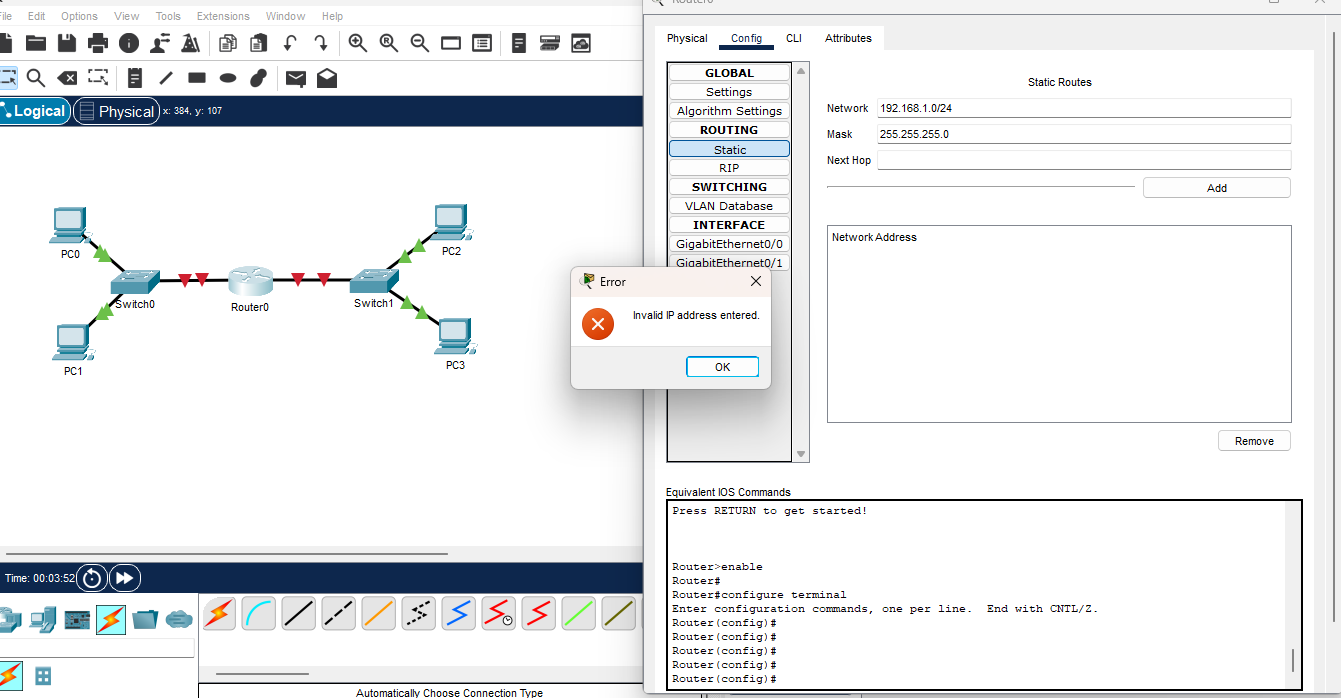 File Edit Options View Tools Extensions Window Help
Logical
Physical
x: 384, y: 107
PC0
PC1
Switch0
Router0
Switch1
PC2
PC3
Time: 00:03:52
Automatically Choose Connection Type
Router0
Physical Config CLI Attributes
GLOBAL
Settings
Algorithm Settings
ROUTING
Static
RIP
SWITCHING
VLAN Database
INTERFACE
GigabitEthernet0/0
GigabitEthernet0/1
Static Routes
Network 192.168.1.0/24
Mask 255.255.255.0
Next Hop
Add
Network Address
Remove
Error
Invalid IP address entered.
OK
Equivalent IOS Commands
Press RETURN to get started!
Router>enable
Router#
Router#configure terminal
Enter configuration commands, one per line. End with CNTL/Z.
Router(config)#
Router(config)#
Router(config)#
Router(config)#
Router(config)#